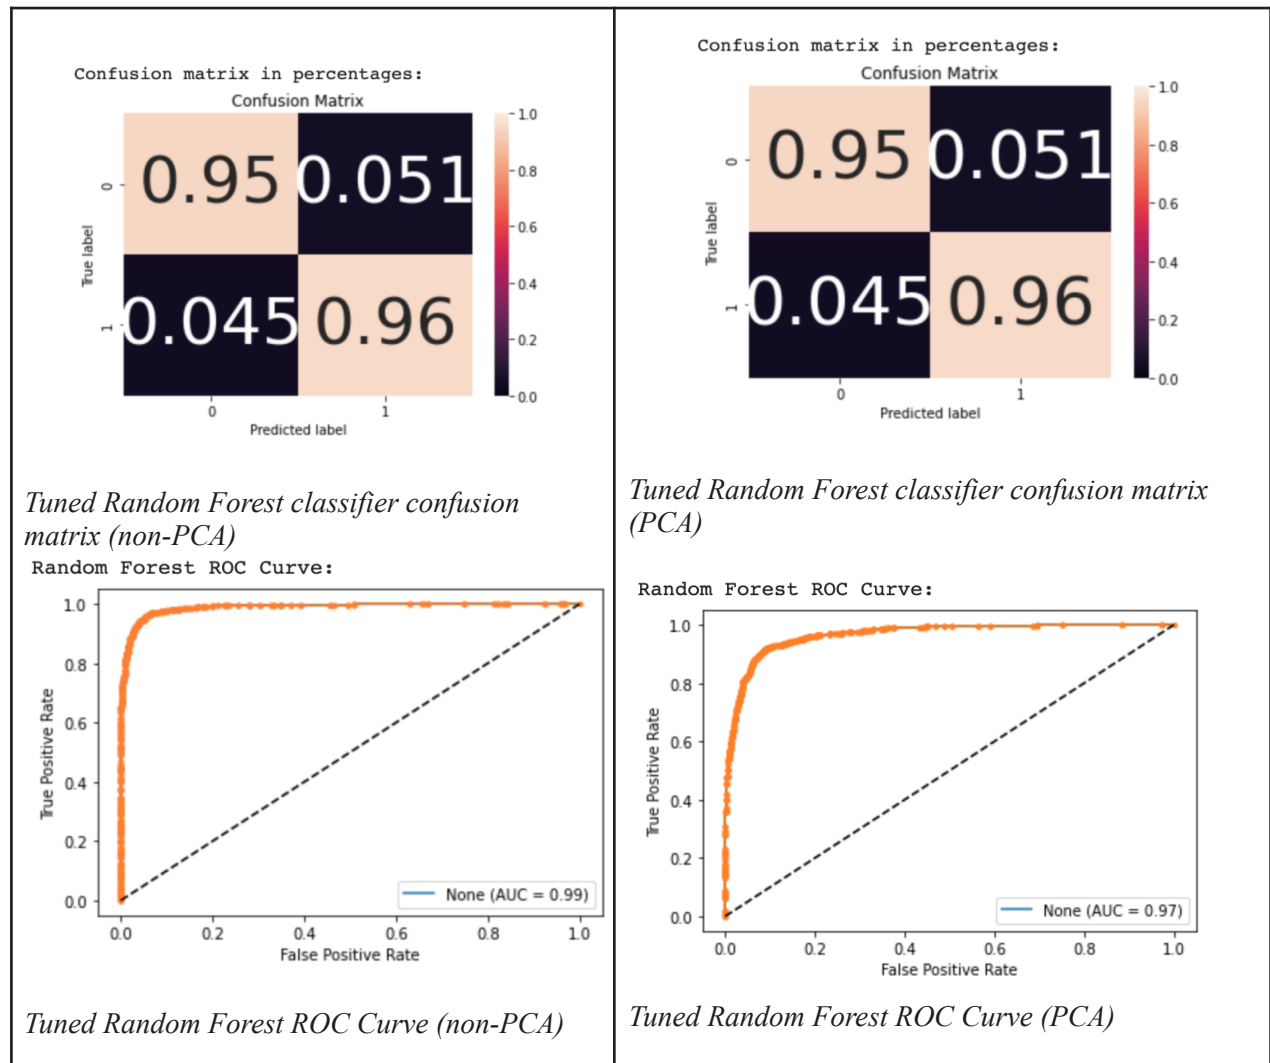 Confusion matrix in percentages:
Confusion Matrix
0.95 0.051
0.045 0.96
0
1
True label
0 1
Predicted label
1.0
0.8
0.6
0.4
0.2
0.0
Tuned Random Forest classifier confusion
matrix (non-PCA)
Random Forest ROC Curve:
1.0
0.8
0.6
0.4
0.2
0.0
True Positive Rate
None (AUC = 0.99)
0.0 0.2 0.4 0.6 0.8 1.0
False Positive Rate
Tuned Random Forest ROC Curve (non-PCA)
Confusion matrix in percentages:
Confusion Matrix
0.95 0.051
0.045 0.96
0
1
True label
0 1
Predicted label
1.0
0.8
0.6
0.4
0.2
0.0
Tuned Random Forest classifier confusion matrix
(PCA)
Random Forest ROC Curve:
1.0
0.8
0.6
0.4
0.2
0.0
True Positive Rate
None (AUC = 0.97)
0.0 0.2 0.4 0.6 0.8 1.0
False Positive Rate
Tuned Random Forest ROC Curve (PCA)